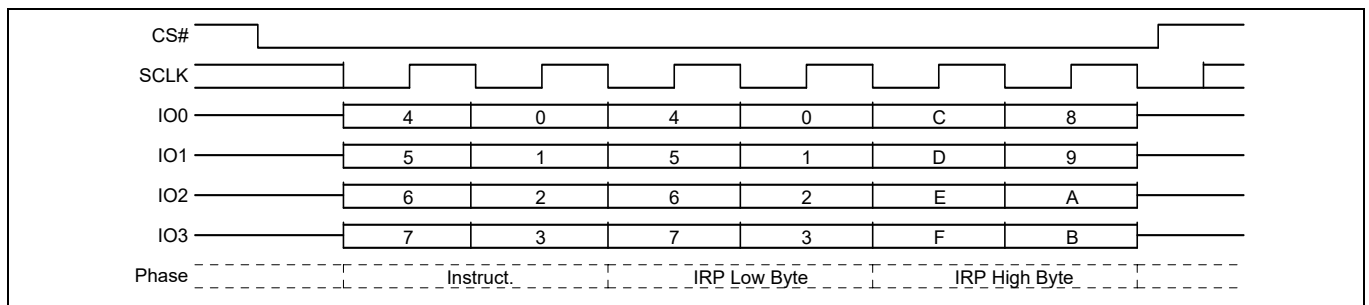 CS#
SCLK
IO0 4 0 4 0 C 8
IO1 5 1 5 1 D 9
IO2 6 2 6 2 E A
IO3 7 3 7 3 F B
Phase Instruct. IRP Low Byte IRP High Byte